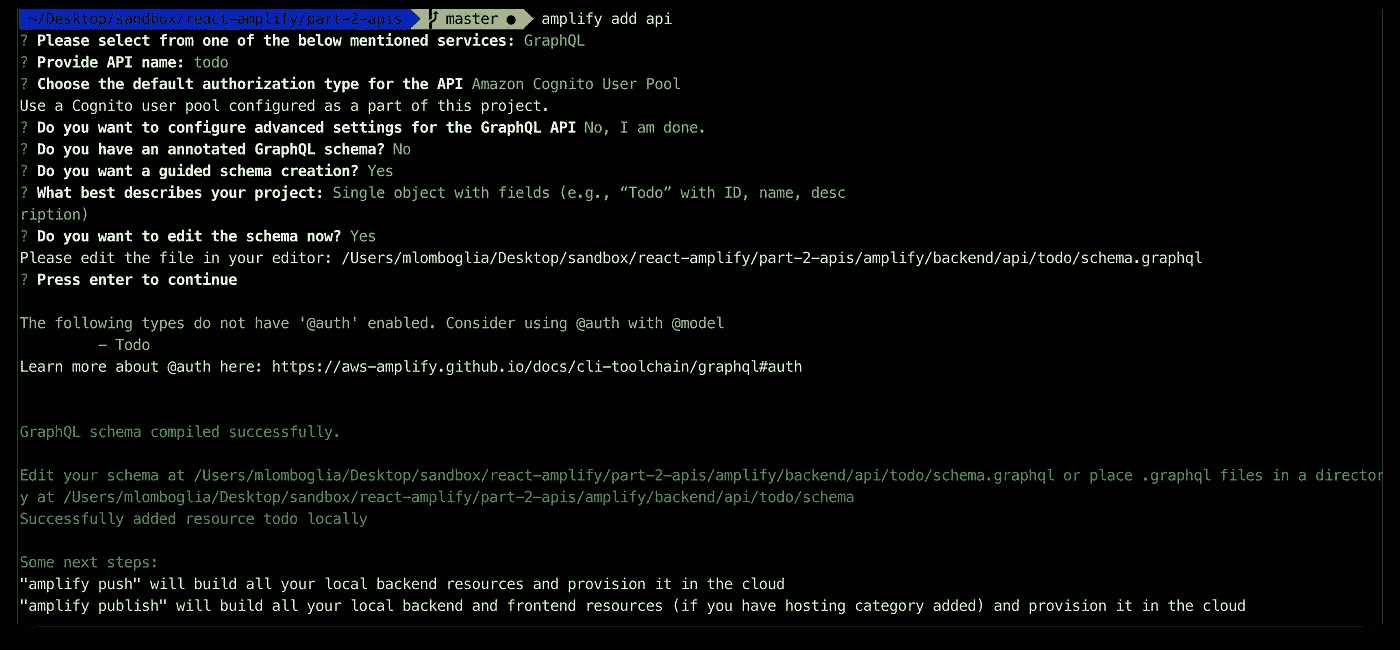 ~/Desktop/sandbox/react-amplify/part-2-apis master ● amplify add api
? Please select from one of the below mentioned services: GraphQL
? Provide API name: todo
? Choose the default authorization type for the API Amazon Cognito User Pool
Use a Cognito user pool configured as a part of this project.
? Do you want to configure advanced settings for the GraphQL API No, I am done.
? Do you have an annotated GraphQL schema? No
? Do you want a guided schema creation? Yes
? What best describes your project: Single object with fields (e.g., “Todo” with ID, name, desc
ription)
? Do you want to edit the schema now? Yes
Please edit the file in your editor: /Users/mlomboglia/Desktop/sandbox/react-amplify/part-2-apis/amplify/backend/api/todo/schema.graphql
? Press enter to continue
The following types do not have '@auth' enabled. Consider using @auth with @model
– Todo
Learn more about @auth here: https://aws-amplify.github.io/docs/cli-toolchain/graphql#auth
GraphQL schema compiled successfully.
Edit your schema at /Users/mlomboglia/Desktop/sandbox/react-amplify/part-2-apis/amplify/backend/api/todo/schema.graphql or place .graphql files in a director
y at /Users/mlomboglia/Desktop/sandbox/react-amplify/part-2-apis/amplify/backend/api/todo/schema
Successfully added resource todo locally
Some next steps:
"amplify push" will build all your local backend resources and provision it in the cloud
"amplify publish" will build all your local backend and frontend resources (if you have hosting category added) and provision it in the cloud